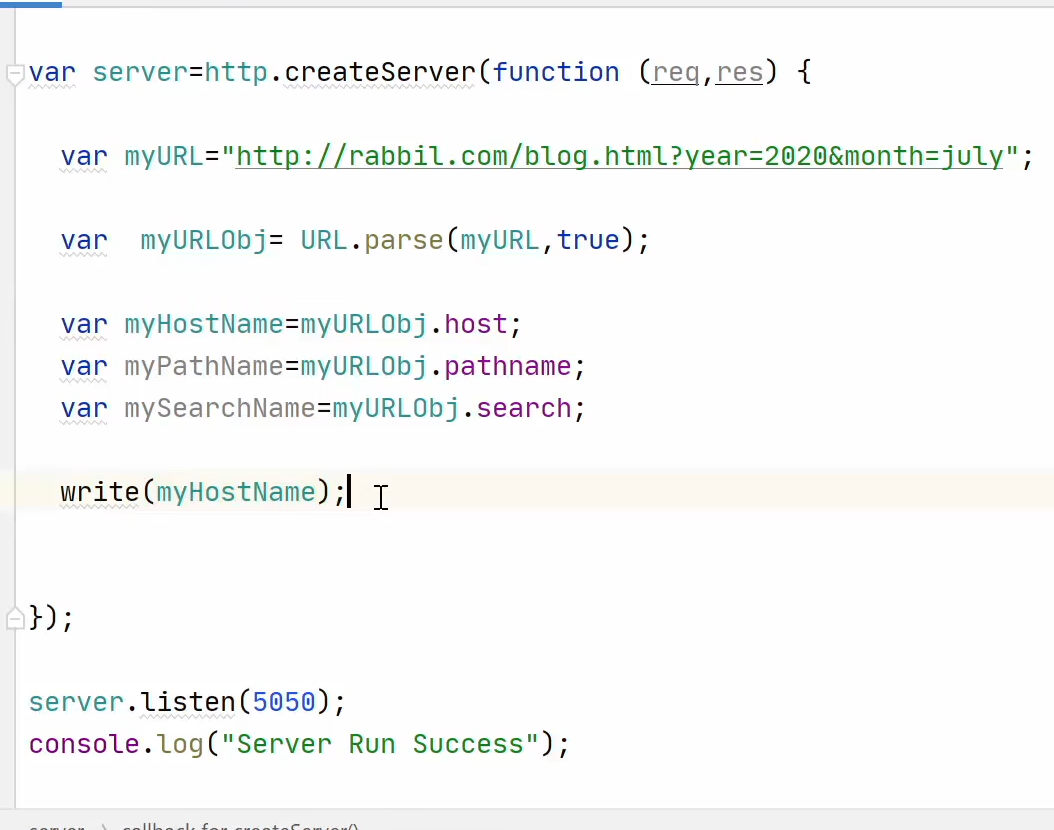 var server=http.createServer(function (req,res) {
var myURL="http://rabbil.com/blog.html?year=2020&month=july";
var  myURLObj= URL.parse(myURL,true);
var myHostName=myURLObj.host;
var myPathName=myURLObj.pathname;
var mySearchName=myURLObj.search;
write(myHostName);
});
server.listen(5050);
console.log("Server Run Success");
server 〉 callback for createServer()